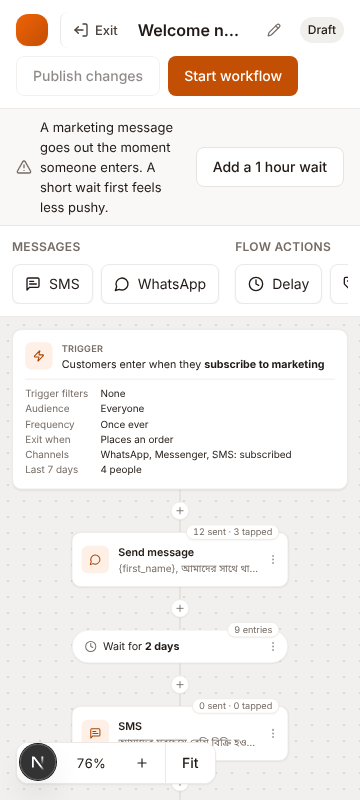 Exit
Welcome n...
Draft
Publish changes
Start workflow
A marketing message
goes out the moment
someone enters. A
short wait first feels
less pushy.
Add a 1 hour wait
MESSAGES
FLOW ACTIONS
SMS
WhatsApp
Delay
TRIGGER
Customers enter when they subscribe to marketing
Trigger filters None
Audience Everyone
Frequency Once ever
Exit when Places an order
Channels WhatsApp, Messenger, SMS: subscribed
Last 7 days 4 people
12 sent · 3 tapped
Send message
{first_name}, আমাদের সাথে থা...
9 entries
Wait for 2 days
0 sent · 0 tapped
SMS
আমাদের সবচেয়ে বেশি বিক্রি হও...
N
76%
Fit